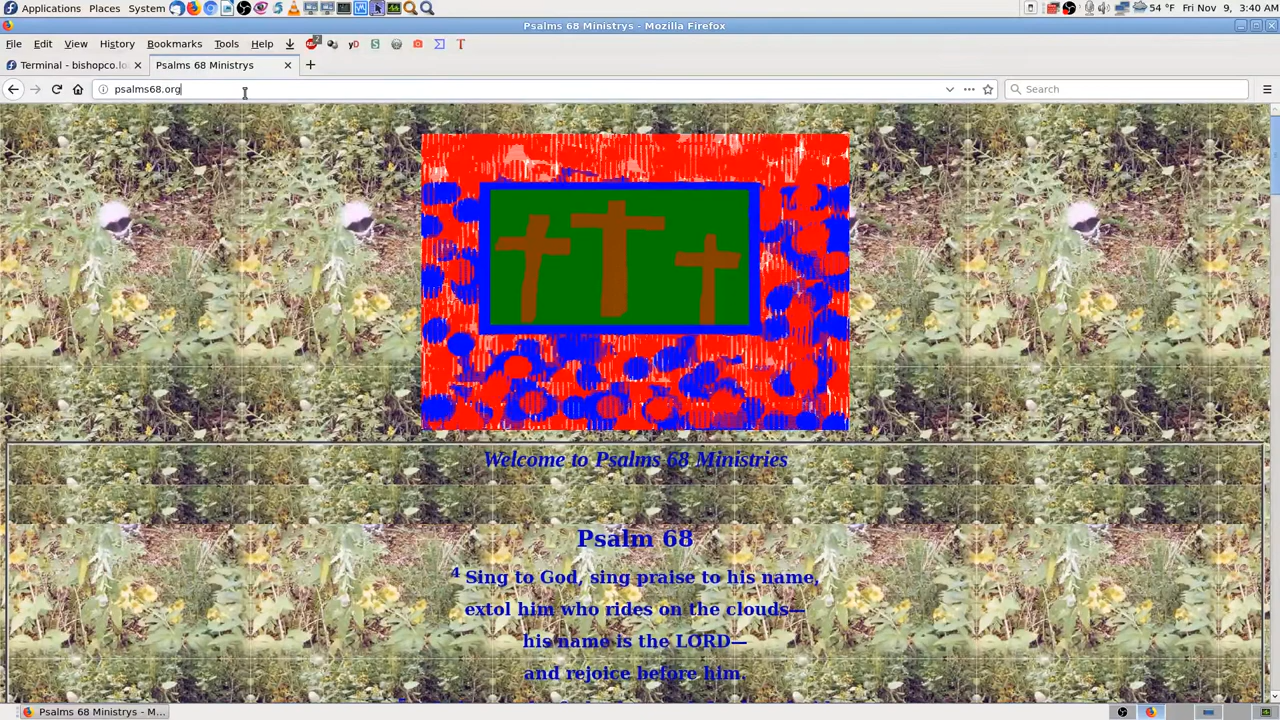 Applications Places System 54 °F Fri Nov 9, 3:40 AM
Psalms 68 Ministrys - Mozilla Firefox
File Edit View History Bookmarks Tools Help 2 yD S T
Terminal - bishopco.lo Psalms 68 Ministrys
psalms68.org Search
Welcome to Psalms 68 Ministries
Psalm 68
4 Sing to God, sing praise to his name,
extol him who rides on the clouds—
his name is the LORD—
and rejoice before him.
Psalms 68 Ministrys - M...